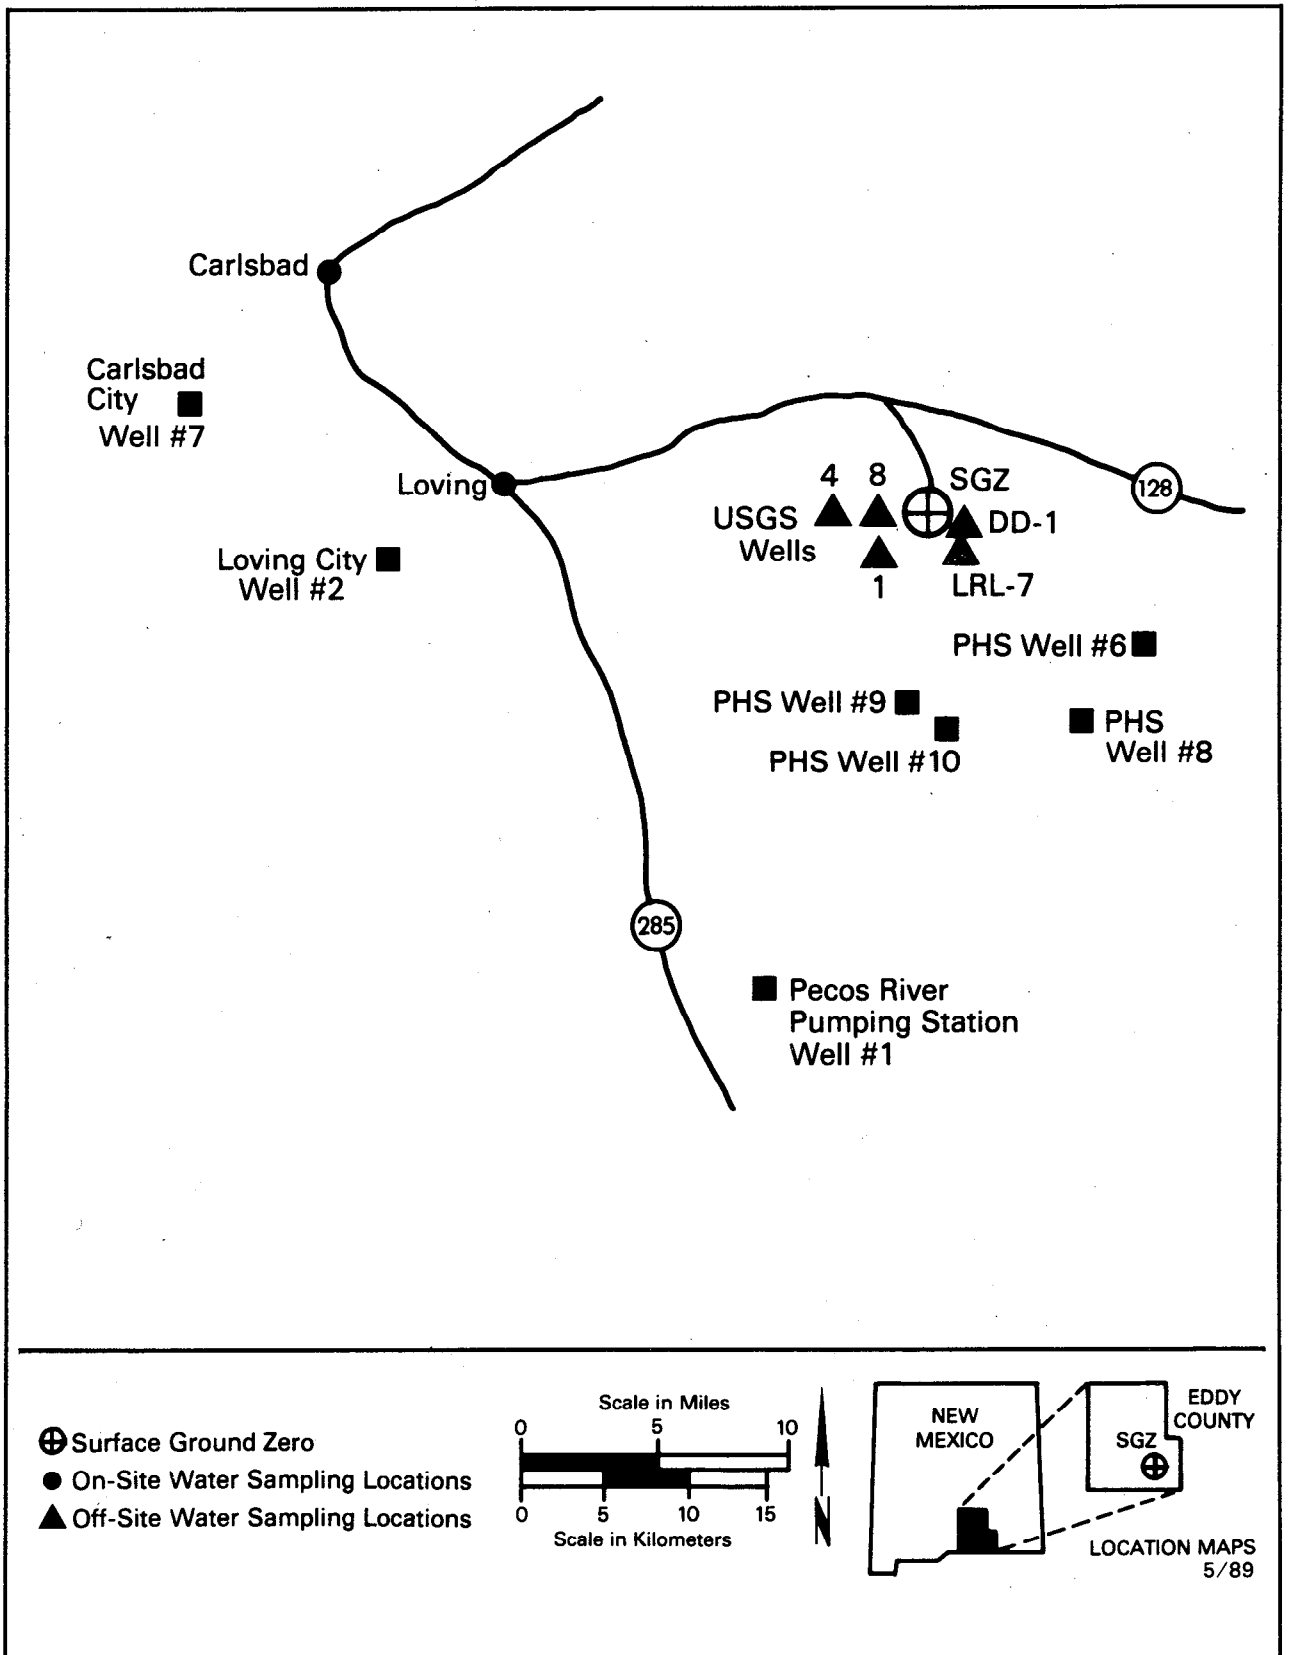 Carlsbad
Carlsbad
City
Well #7
Loving
4 8
SGZ
128
USGS
Wells
DD-1
1
LRL-7
Loving City
Well #2
PHS Well #6
PHS Well #9
PHS
Well #8
PHS Well #10
285
Pecos River
Pumping Station
Well #1
Surface Ground Zero
On-Site Water Sampling Locations
Off-Site Water Sampling Locations
Scale in Miles
0 5 10
0 5 10 15
Scale in Kilometers
N
NEW
MEXICO
EDDY
COUNTY
SGZ
LOCATION MAPS
5/89